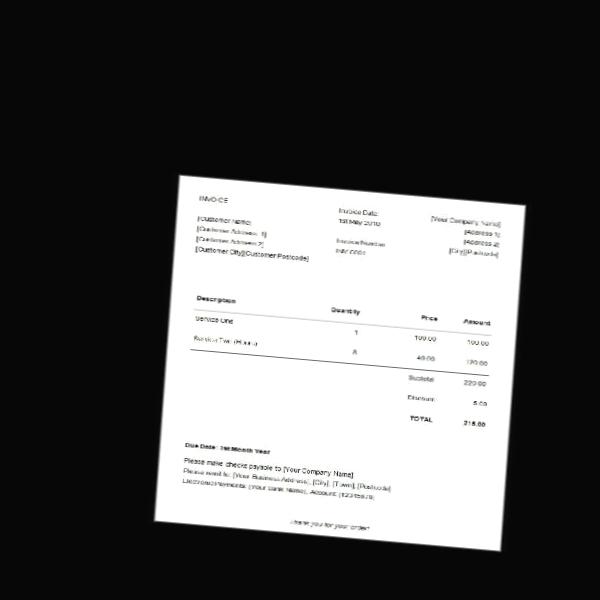 INVOICE
Invoice Date:
1st May 2010
[Your Company Name]
[Customer Name]
[Address 1]
[Customer Address 1]
[Address 2]
[Customer Address 2]
Invoice Number
[City][Postcode]
[Customer City][Customer Postcode]
INV-0001
Description Quantity Price Amount
Service One 1 100.00 100.00
Service Two (Hours) 40.00 120.00
Subtotal 220.00
Discount 5.00
TOTAL 215.00
Due Date: 1st Month Year
Please make checks payable to [Your Company Name]
Please send to: [Your Business Address], [City], [Town], [Postcode]
Electronic Payments: [Your Bank Name], Account: [12345678]
Thank you for your order!